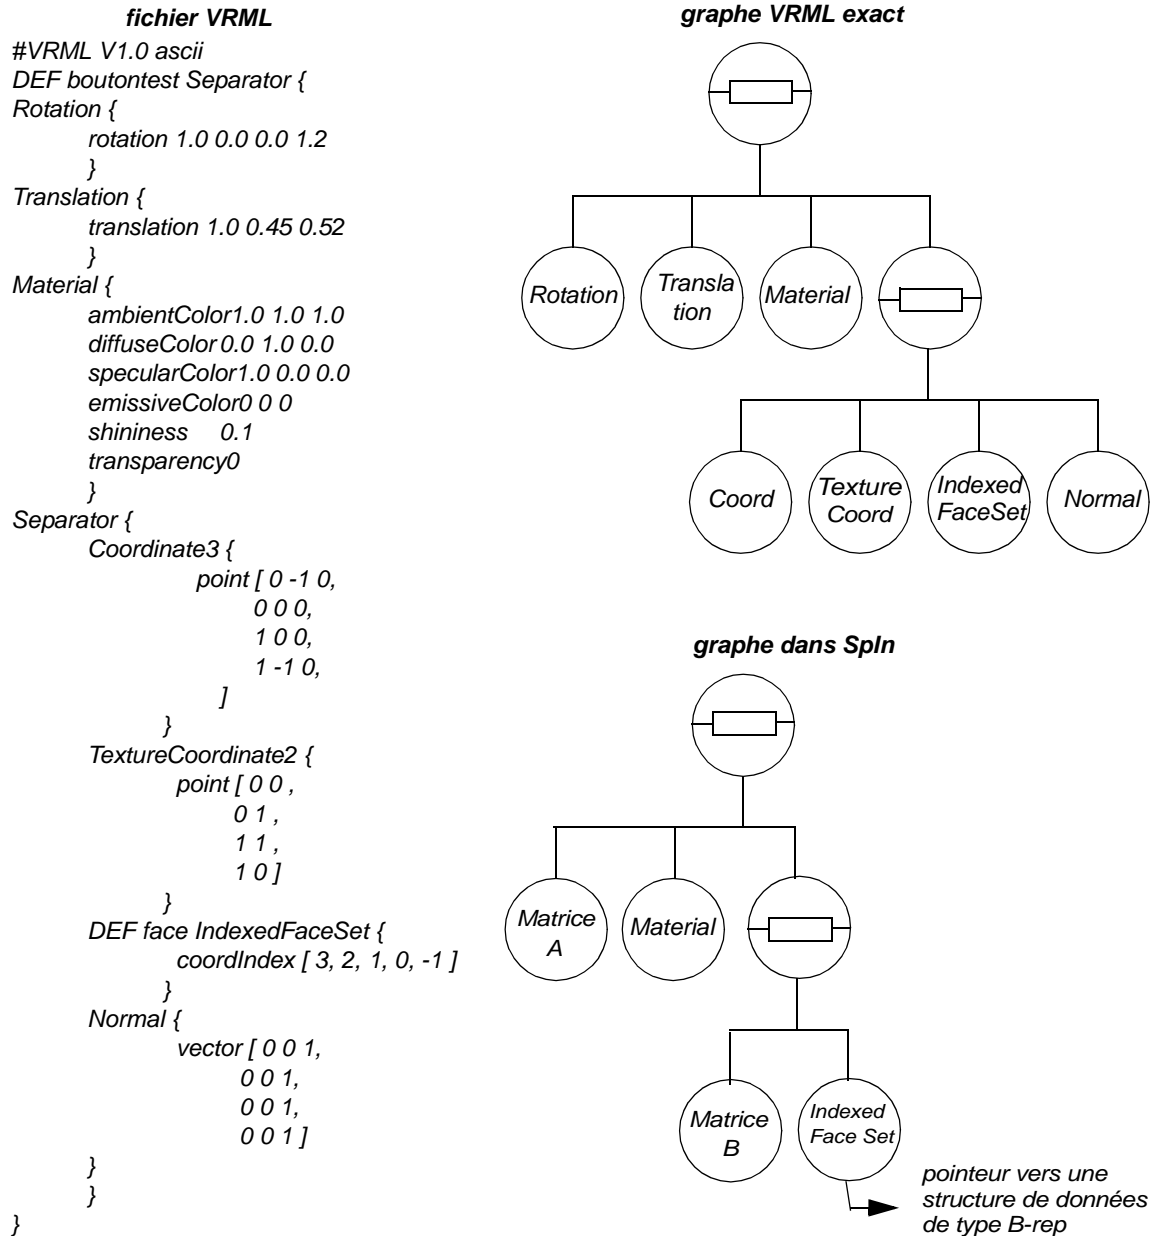 fichier VRML
#VRML V1.0 ascii
DEF boutontest Separator {
Rotation {
rotation 1.0 0.0 0.0 1.2
}
Translation {
translation 1.0 0.45 0.52
}
Material {
ambientColor1.0 1.0 1.0
diffuseColor 0.0 1.0 0.0
specularColor1.0 0.0 0.0
emissiveColor0 0 0
shininess 0.1
transparency0
}
Separator {
Coordinate3 {
point [ 0 -1 0,
0 0 0,
1 0 0,
1 -1 0,
]
}
TextureCoordinate2 {
point [ 0 0 ,
0 1 ,
1 1 ,
1 0 ]
}
DEF face IndexedFaceSet {
coordIndex [ 3, 2, 1, 0, -1 ]
}
Normal {
vector [ 0 0 1,
0 0 1,
0 0 1,
0 0 1 ]
}
}
}
graphe VRML exact
Rotation
Transla
tion
Material
Coord
Texture
Coord
Indexed
FaceSet
Normal
graphe dans SpIn
Matrice
A
Material
Matrice
B
Indexed
Face Set
pointeur vers une
structure de données
de type B-rep